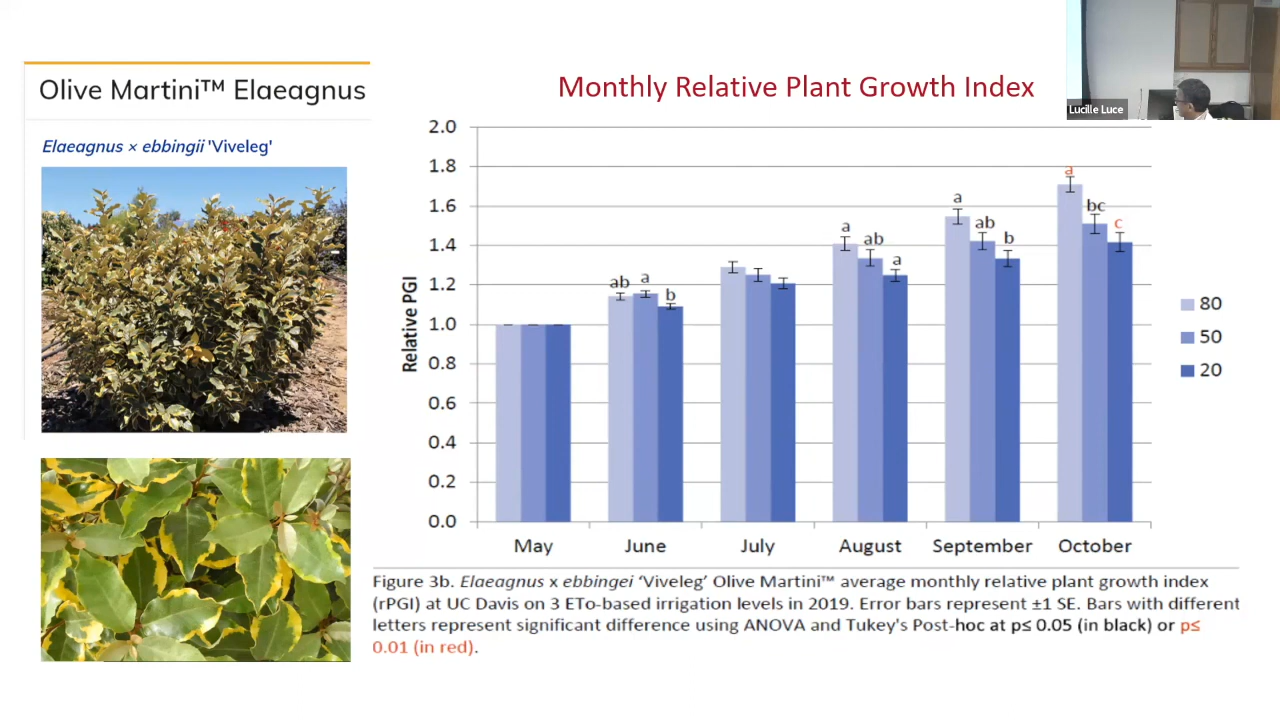 Olive Martini™ Elaeagnus
Elaeagnus × ebbingii 'Viveleg'
Monthly Relative Plant Growth Index
Lucille Luce
2.0
1.8
1.6
1.4
1.2
1.0
0.8
0.6
0.4
0.2
0.0
Relative PGI
ab a b
a ab a
a ab b
a bc c
May June July August September October
80
50
20
Figure 3b. Elaeagnus x ebbingei ‘Viveleg’ Olive Martini™ average monthly relative plant growth index
(rPGI) at UC Davis on 3 ETo-based irrigation levels in 2019. Error bars represent ±1 SE. Bars with different
letters represent significant difference using ANOVA and Tukey's Post-hoc at p≤ 0.05 (in black) or p≤
0.01 (in red).